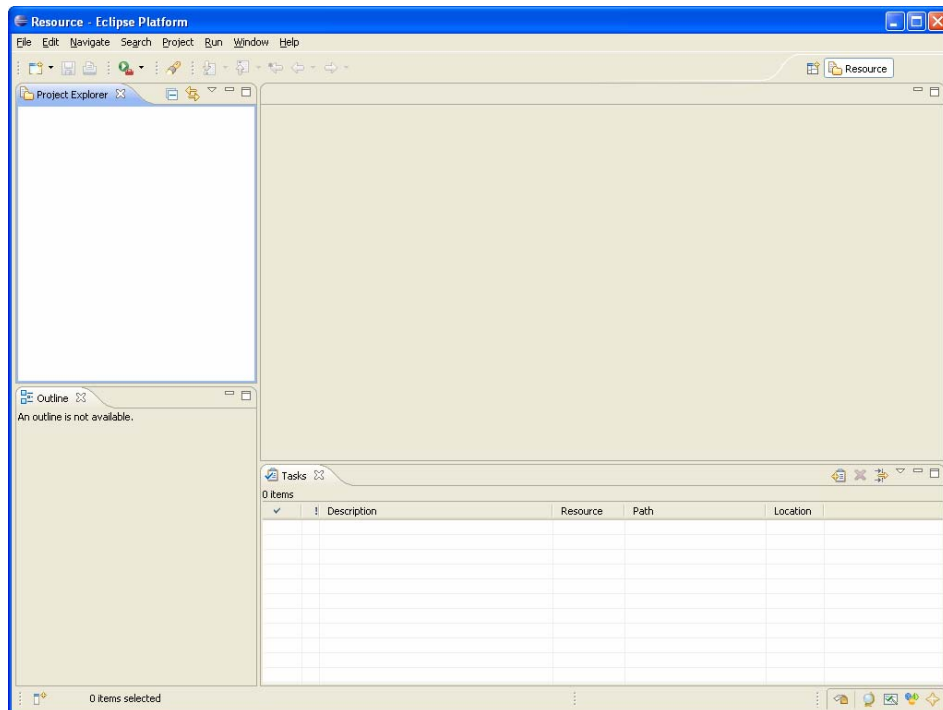 Resource - Eclipse Platform
File Edit Navigate Search Project Run Window Help
Resource
Project Explorer
Outline
An outline is not available.
Tasks
0 items
! Description Resource Path Location
0 items selected